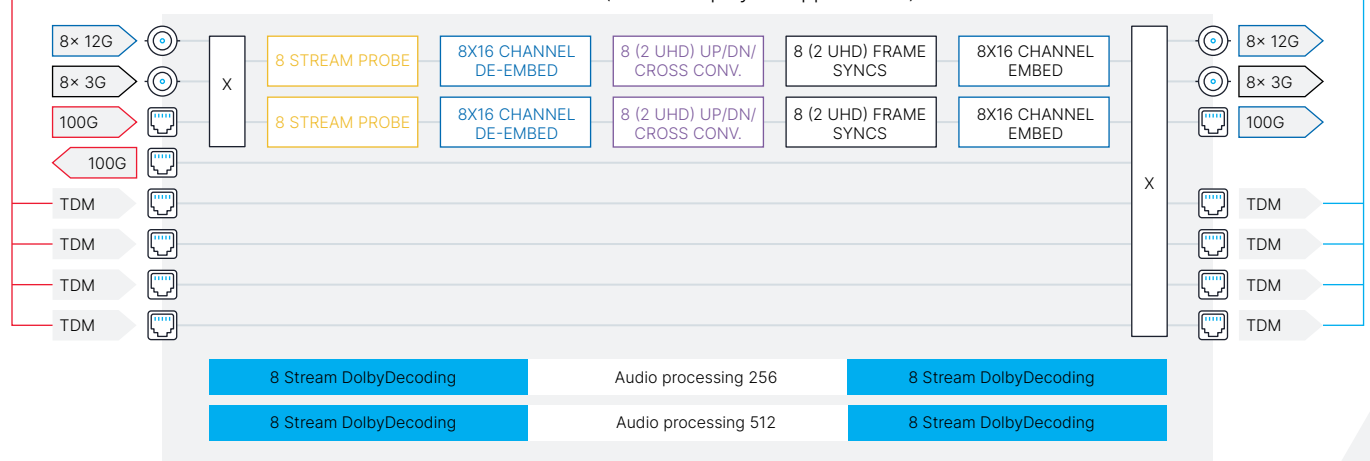 8× 12G
8 STREAM PROBE
8X16 CHANNEL
DE-EMBED
8 (2 UHD) UP/DN/
CROSS CONV.
8 (2 UHD) FRAME
SYNCS
8X16 CHANNEL
EMBED
8× 12G
8× 3G
X
8× 3G
100G
8 STREAM PROBE
8X16 CHANNEL
DE-EMBED
8 (2 UHD) UP/DN/
CROSS CONV.
8 (2 UHD) FRAME
SYNCS
8X16 CHANNEL
EMBED
100G
100G
X
TDM
TDM
TDM
TDM
TDM
TDM
TDM
TDM
8 Stream DolbyDecoding
Audio processing 256
8 Stream DolbyDecoding
8 Stream DolbyDecoding
Audio processing 512
8 Stream DolbyDecoding